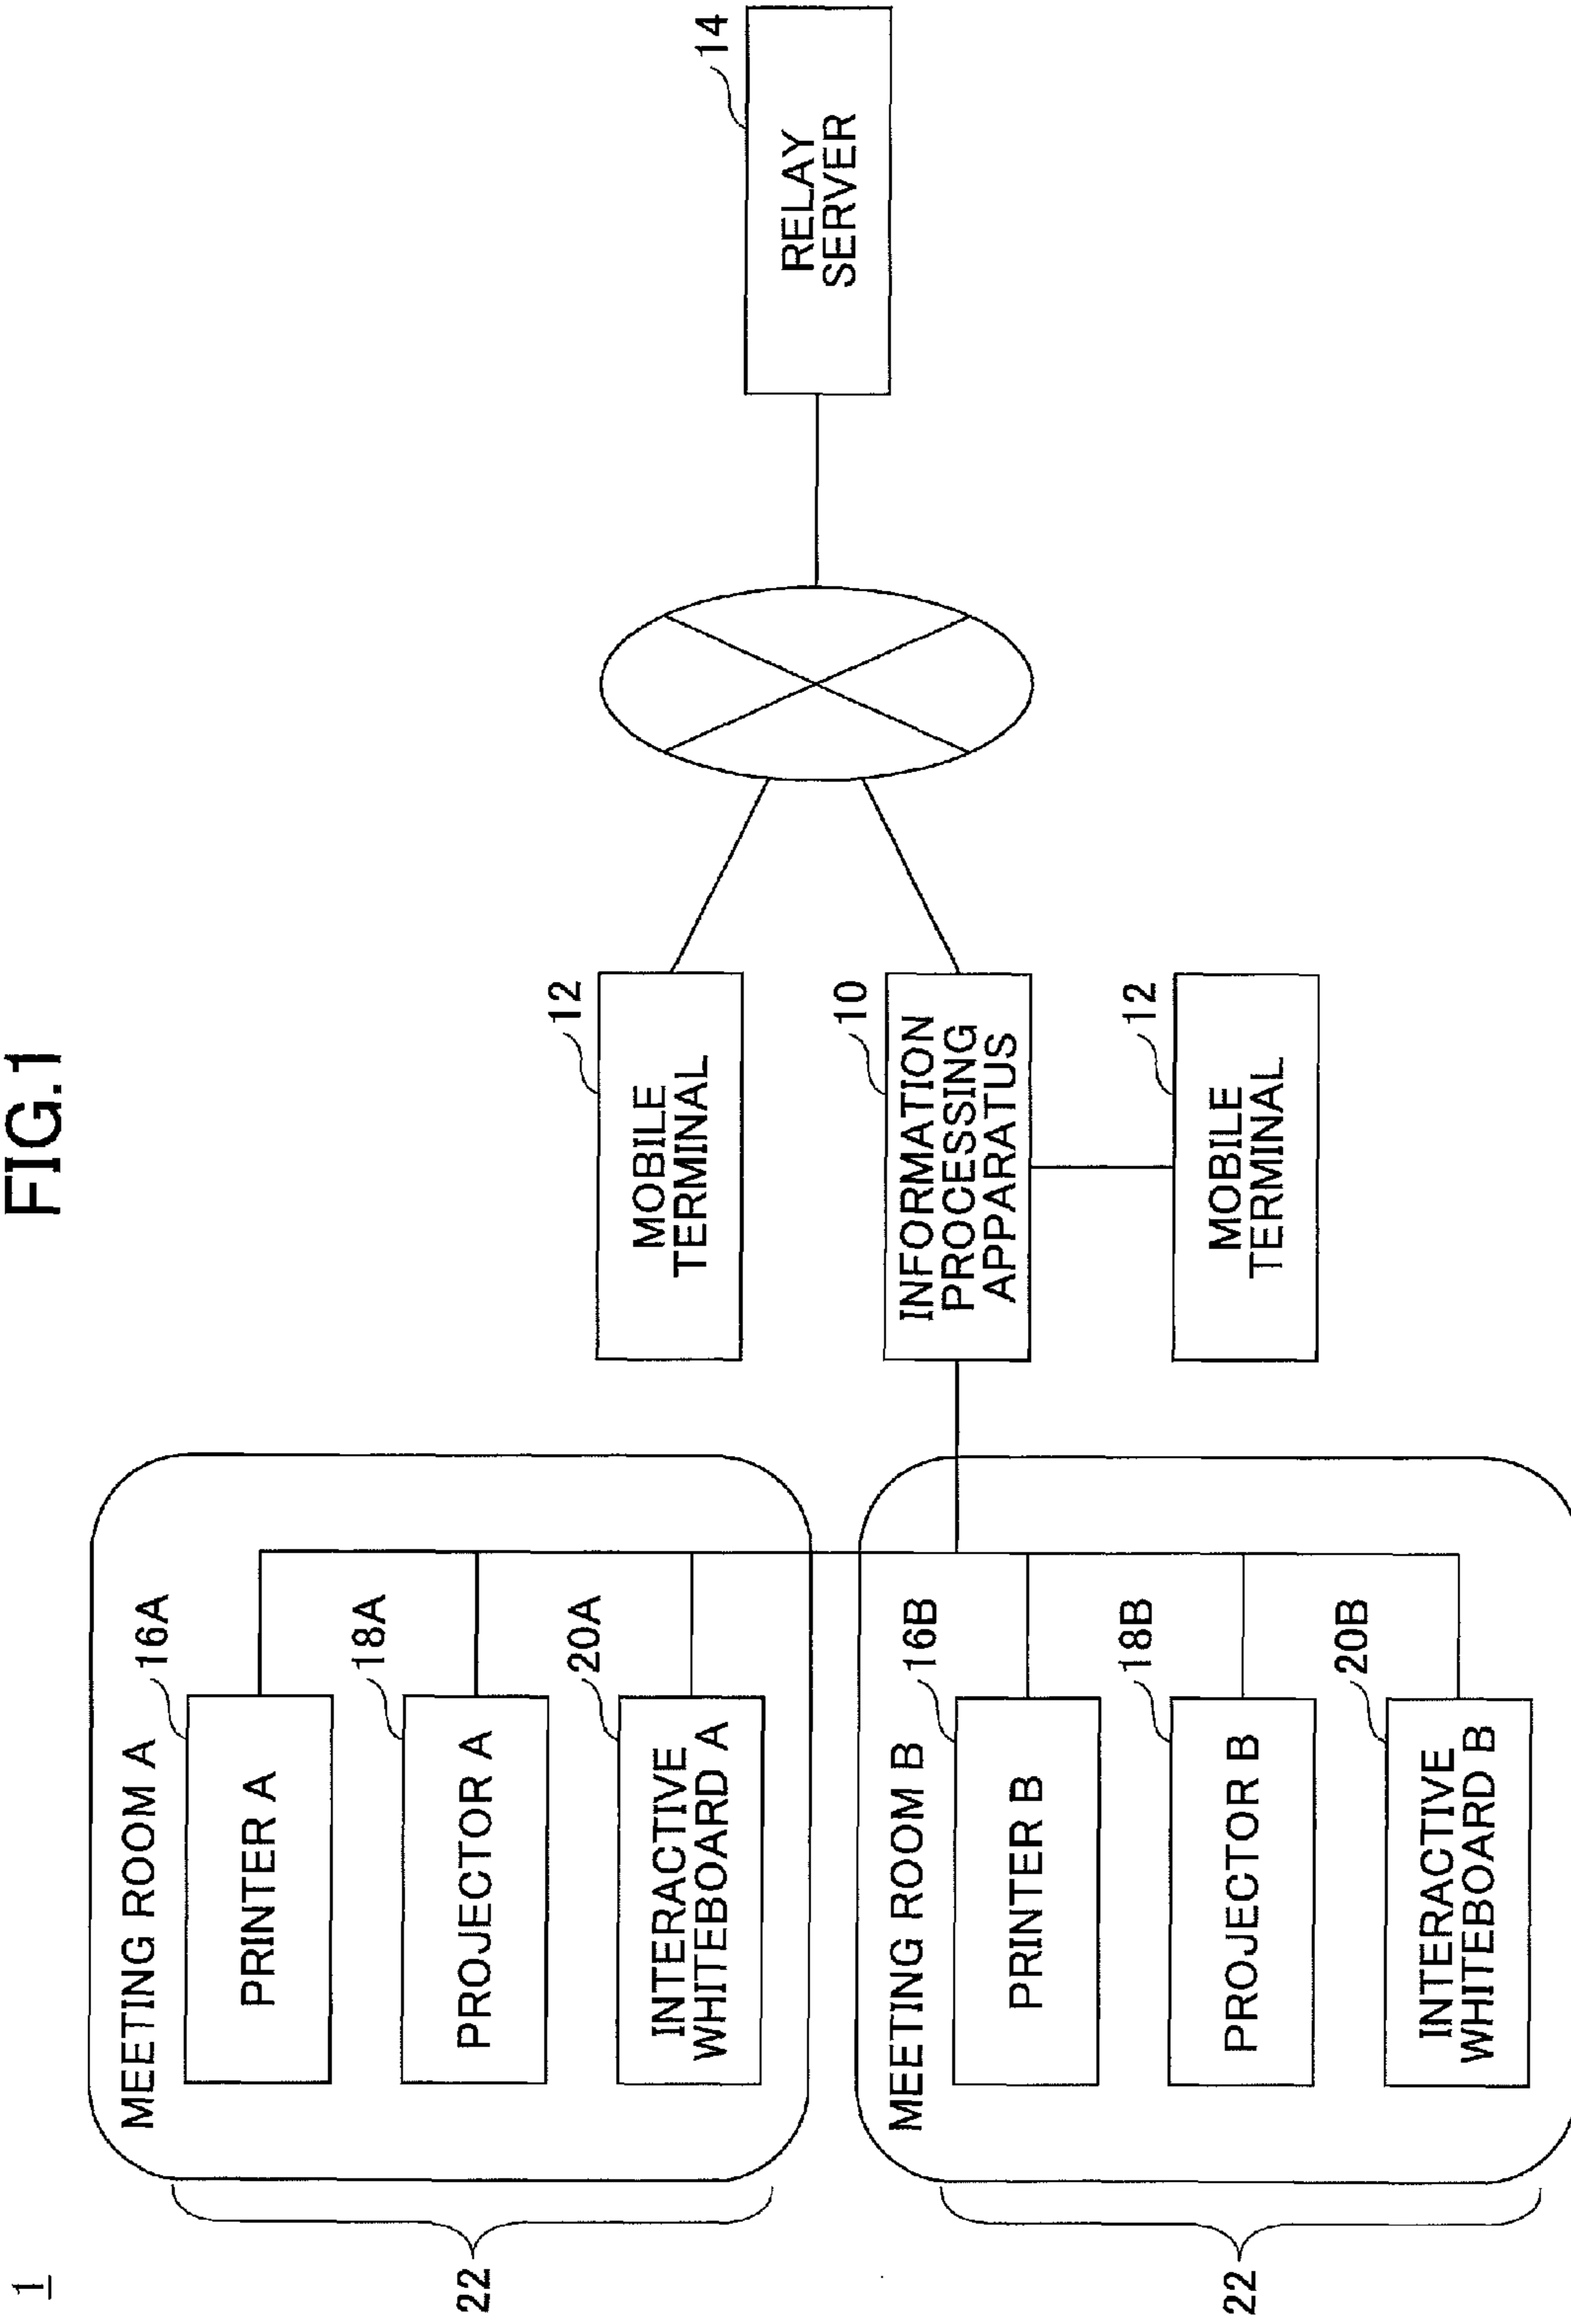 FIG.1
1
MEETING ROOM A
16A
PRINTER A
18A
PROJECTOR A
20A
INTERACTIVE
WHITEBOARD A
22
MEETING ROOM B
16B
PRINTER B
18B
PROJECTOR B
20B
INTERACTIVE
WHITEBOARD B
22
12
MOBILE
TERMINAL
10
INFORMATION
PROCESSING
APPARATUS
12
MOBILE
TERMINAL
14
RELAY
SERVER